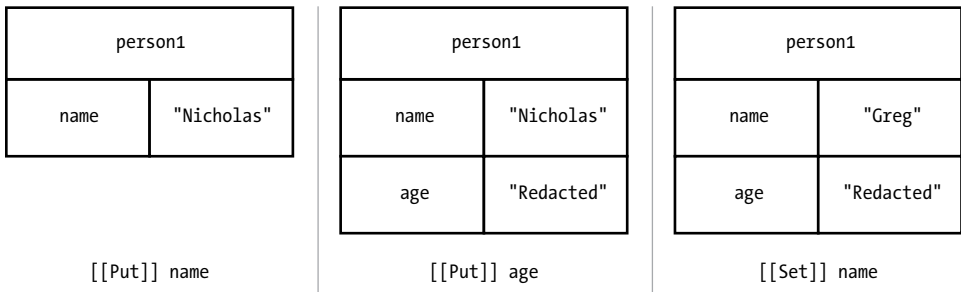 person1
name "Nicholas"
[[Put]] name
person1
name "Nicholas"
age "Redacted"
[[Put]] age
person1
name "Greg"
age "Redacted"
[[Set]] name